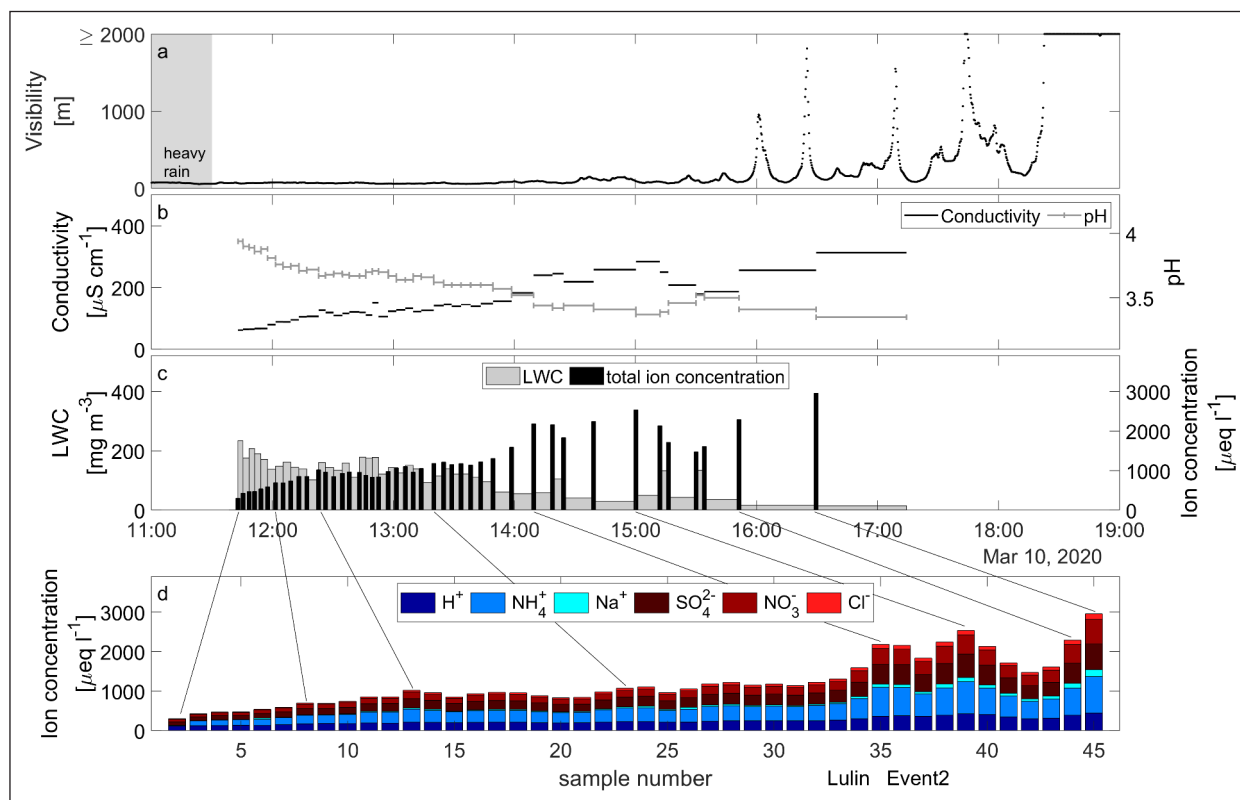 ≥ 2000
a
1000
0
Visibility
[m]
heavy
rain
b
Conductivity pH
400
200
0
Conductivity
[μS cm⁻¹]
4
3.5
pH
c
LWC total ion concentration
400
200
0
LWC
[mg m⁻³]
3000
2000
1000
0
Ion concentration
[μeq l⁻¹]
11:00 12:00 13:00 14:00 15:00 16:00 17:00 18:00 19:00
Mar 10, 2020
d
H⁺ NH₄⁺ Na⁺ SO₄²⁻ NO₃⁻ Cl⁻
3000
2000
1000
0
Ion concentration
[μeq l⁻¹]
5 10 15 20 25 30 35 40 45
sample number
Lulin Event2